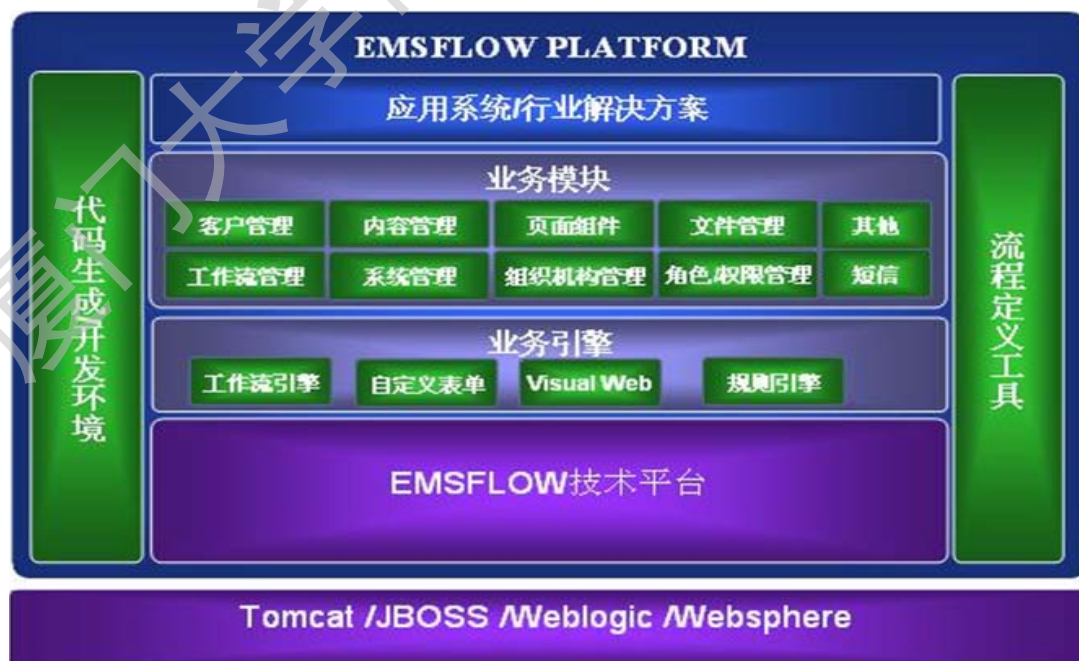 EMSFLOW PLATFORM
应用系统/行业解决方案
业务模块
客户管理 内容管理 页面组件 文件管理 其他
工作流管理 系统管理 组织机构管理 角色/权限管理 短信
业务引擎
工作流引擎 自定义表单 Visual Web 规则引擎
EMSFLOW技术平台
代码生成/开发环境
流程定义工具
Tomcat /JBOSS /Weblogic /Websphere
厦门大学